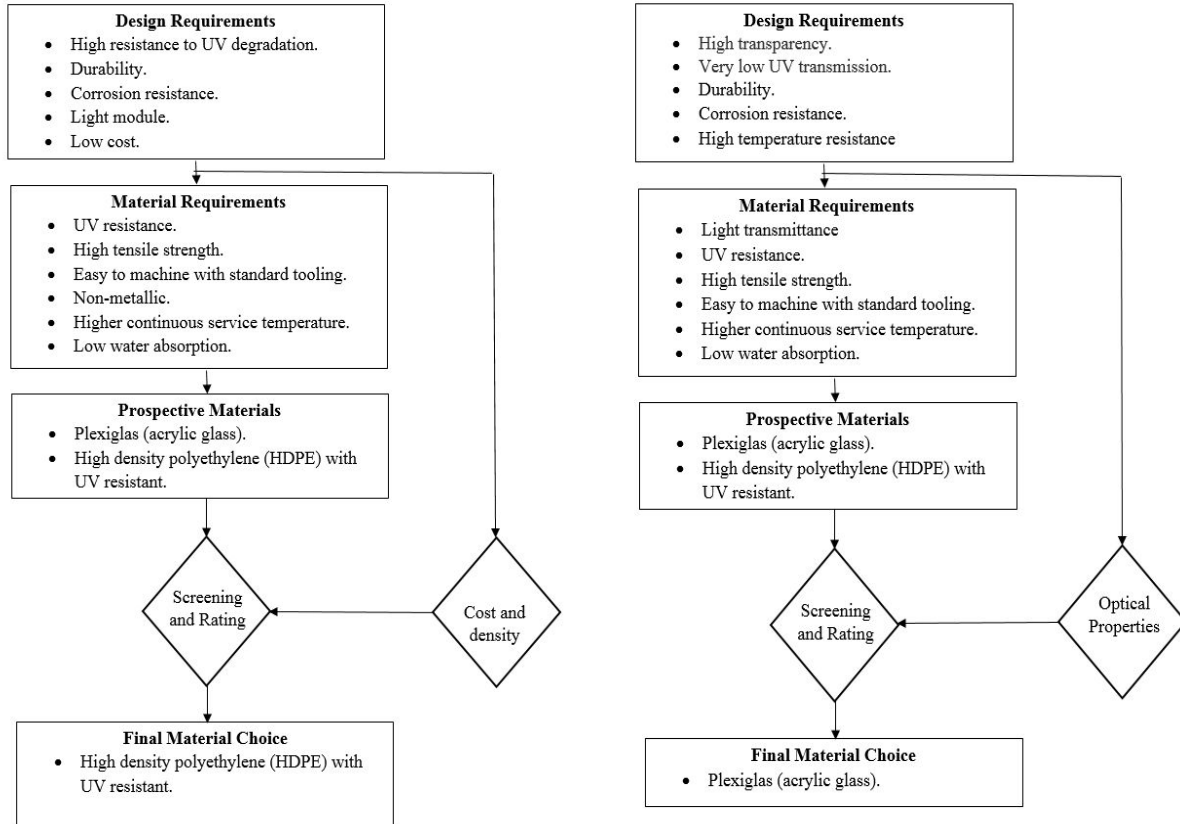 Design Requirements
• High resistance to UV degradation.
• Durability.
• Corrosion resistance.
• Light module.
• Low cost.
Material Requirements
• UV resistance.
• High tensile strength.
• Easy to machine with standard tooling.
• Non-metallic.
• Higher continuous service temperature.
• Low water absorption.
Prospective Materials
• Plexiglas (acrylic glass).
• High density polyethylene (HDPE) with
UV resistant.
Screening
and Rating
Cost and
density
Final Material Choice
• High density polyethylene (HDPE) with
UV resistant.
Design Requirements
• High transparency.
• Very low UV transmission.
• Durability.
• Corrosion resistance.
• High temperature resistance
Material Requirements
• Light transmittance
• UV resistance.
• High tensile strength.
• Easy to machine with standard tooling.
• Higher continuous service temperature.
• Low water absorption.
Prospective Materials
• Plexiglas (acrylic glass).
• High density polyethylene (HDPE) with
UV resistant.
Screening
and Rating
Optical
Properties
Final Material Choice
• Plexiglas (acrylic glass).